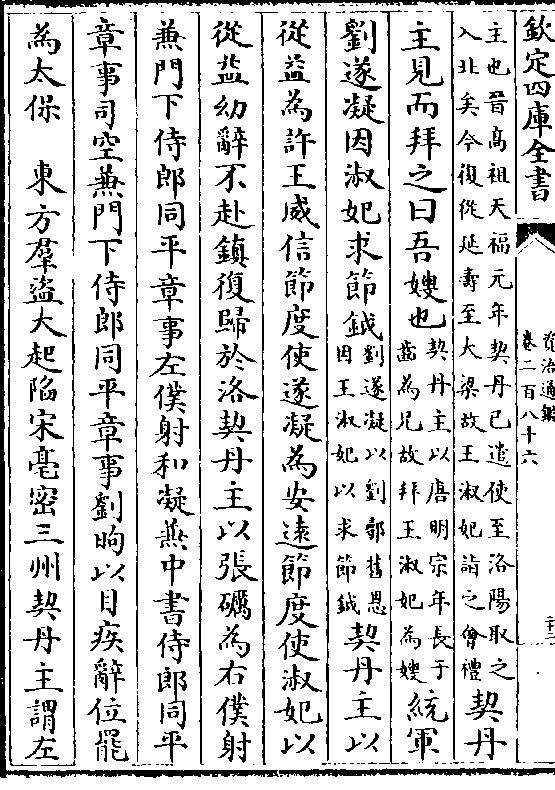 欽定四庫全書
資治通鑑
卷二百八十六
主也晉高祖天福元年契丹已遣使至洛陽取之
入北矣今復從延壽至大梁故王淑妃詣之會禮
契丹
主見而拜之曰吾嫂也
契丹主以唐明宗年長于
己為兄故拜王淑妃為嫂
統軍
劉遂凝因淑妃求節鉞
劉遂凝以劉鄩舊恩
因王淑妃以求節鉞
契丹主以
從益為許王威信節度使遂凝為安遠節度使淑妃以
從益幼辭不赴鎮復歸於洛契丹主以張礪為右僕射
兼門下侍郎同平章事左僕射和凝兼中書侍郎同平
章事司空兼門下侍郎同平章事劉昫以目疾辭位罷
為太保 東方羣盗大起陷宋亳密三州契丹主謂左